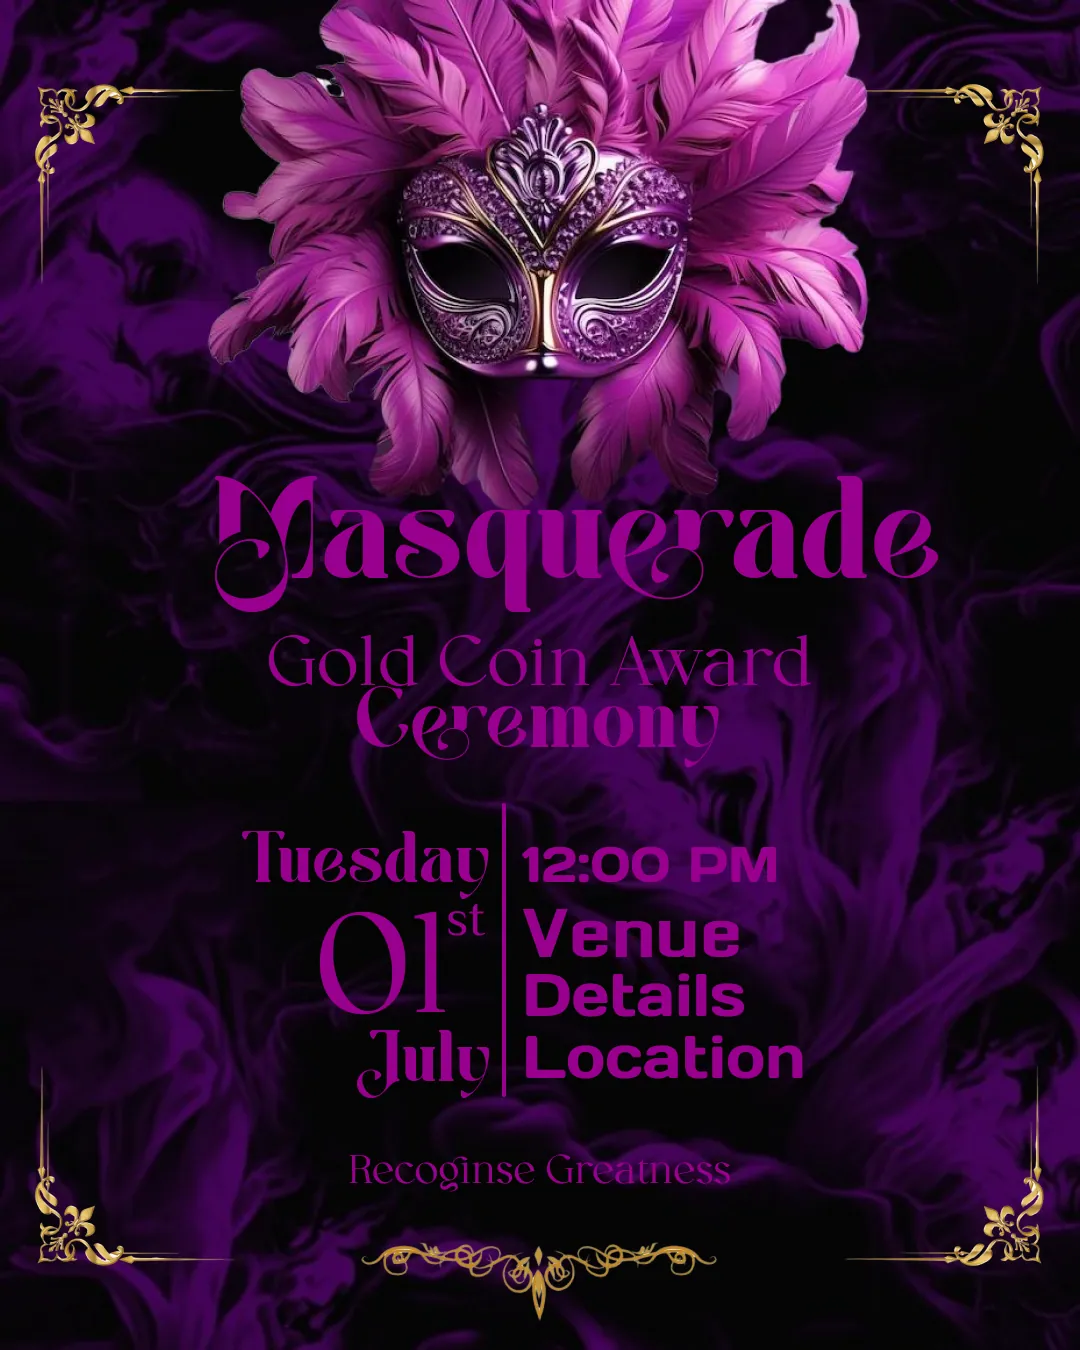 Masquerade
Gold Coin Award
Ceremony
Tuesday
01st
July
12:00 PM
Venue
Details
Location
Recoginse Greatness